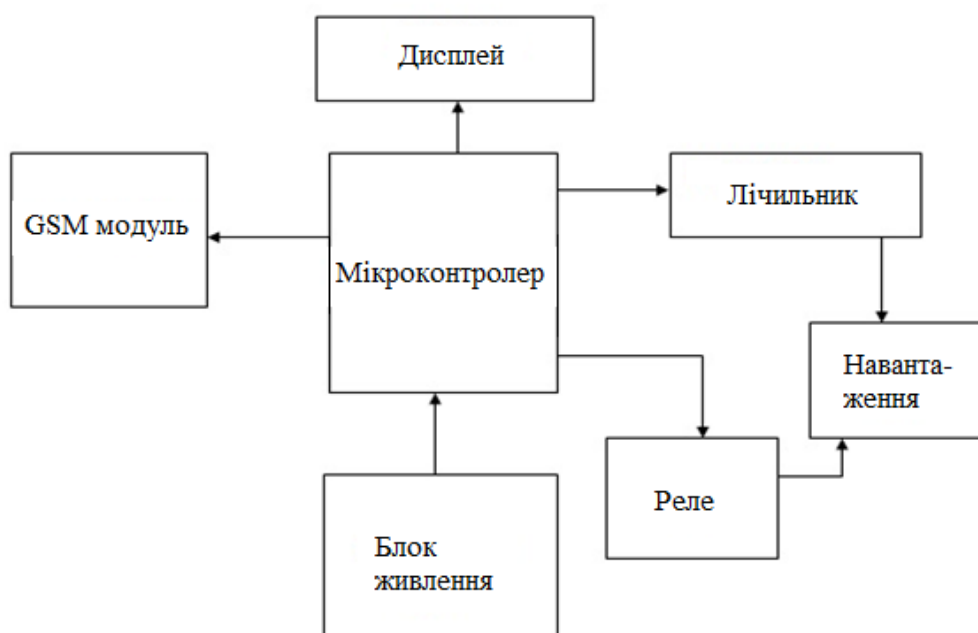 Дисплей
GSM модуль
Мікроконтролер
Лічильник
Наванта-
ження
Реле
Блок
живлення